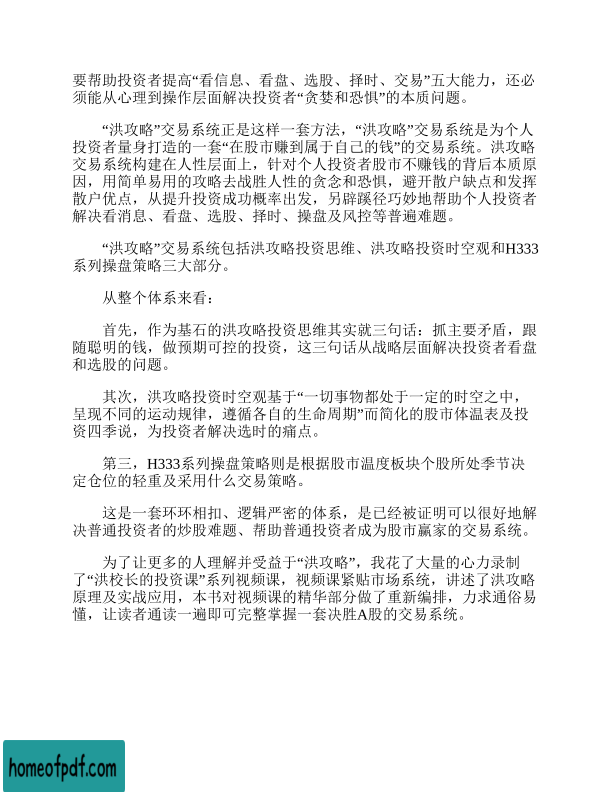 要帮助投资者提高“看信息、看盘、选股、择时、交易”五大能力，还必
须能从心理到操作层面解决投资者“贪婪和恐惧”的本质问题。
“洪攻略”交易系统正是这样一套方法，“洪攻略”交易系统是为个人
投资者量身打造的一套“在股市赚到属于自己的钱”的交易系统。洪攻略
交易系统构建在人性层面上，针对个人投资者股市不赚钱的背后本质原
因，用简单易用的攻略去战胜人性的贪念和恐惧，避开散户缺点和发挥
散户优点，从提升投资成功概率出发，另辟蹊径巧妙地帮助个人投资者
解决看消息、看盘、选股、择时、操盘及风控等普遍难题。
“洪攻略”交易系统包括洪攻略投资思维、洪攻略投资时空观和H333
系列操盘策略三大部分。
从整个体系来看：
首先，作为基石的洪攻略投资思维其实就三句话：抓主要矛盾，跟
随聪明的钱，做预期可控的投资，这三句话从战略层面解决投资者看盘
和选股的问题。
其次，洪攻略投资时空观基于“一切事物都处于一定的时空之中，
呈现不同的运动规律，遵循各自的生命周期”而简化的股市体温表及投
资四季说，为投资者解决选时的痛点。
第三，H333系列操盘策略则是根据股市温度板块个股所处季节决
定仓位的轻重及采用什么交易策略。
这是一套环环相扣、逻辑严密的体系，是已经被证明可以很好地解
决普通投资者的炒股难题、帮助普通投资者成为股市赢家的交易系统。
为了让更多的人理解并受益于“洪攻略”，我花了大量的心力录制
了“洪校长的投资课”系列视频课，视频课紧贴市场系统，讲述了洪攻略
原理及实战应用，本书对视频课的精华部分做了重新编排，力求通俗易
懂，让读者通读一遍即可完整掌握一套决胜A股的交易系统。
homeofpdf.com